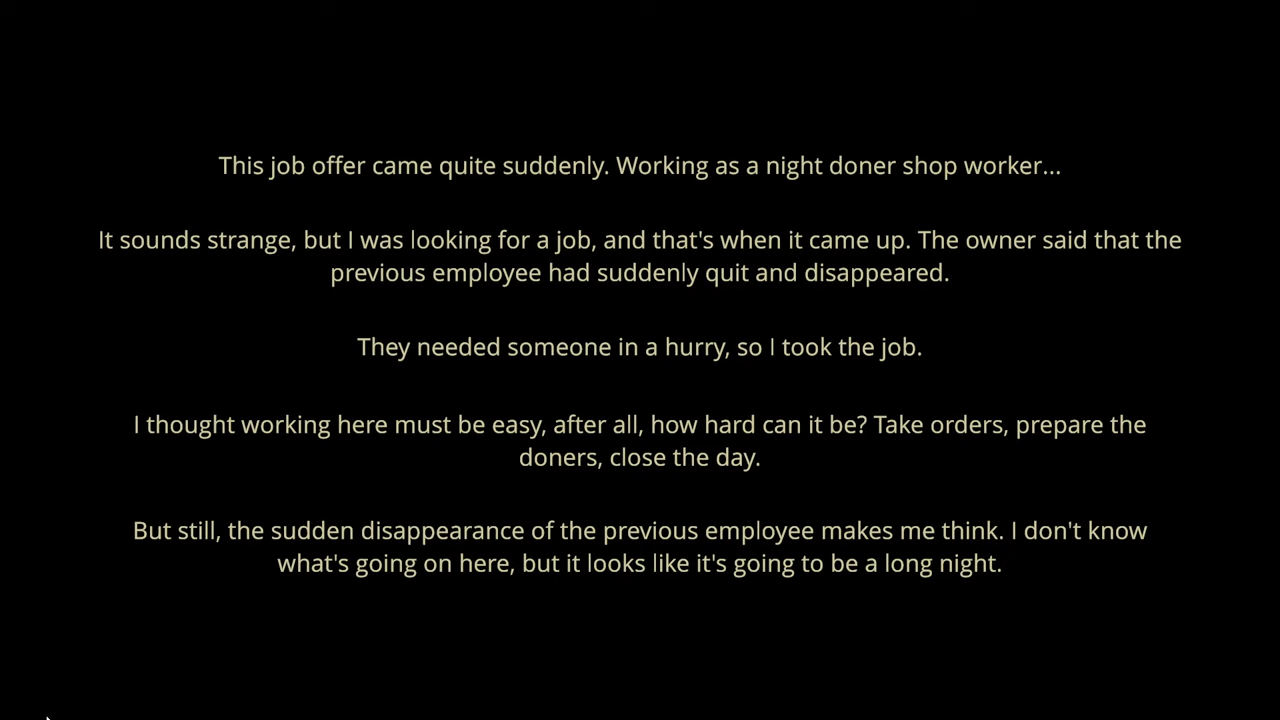 This job offer came quite suddenly. Working as a night doner shop worker...
It sounds strange, but I was looking for a job, and that's when it came up. The owner said that the
previous employee had suddenly quit and disappeared.
They needed someone in a hurry, so I took the job.
I thought working here must be easy, after all, how hard can it be? Take orders, prepare the
doners, close the day.
But still, the sudden disappearance of the previous employee makes me think. I don't know
what's going on here, but it looks like it's going to be a long night.